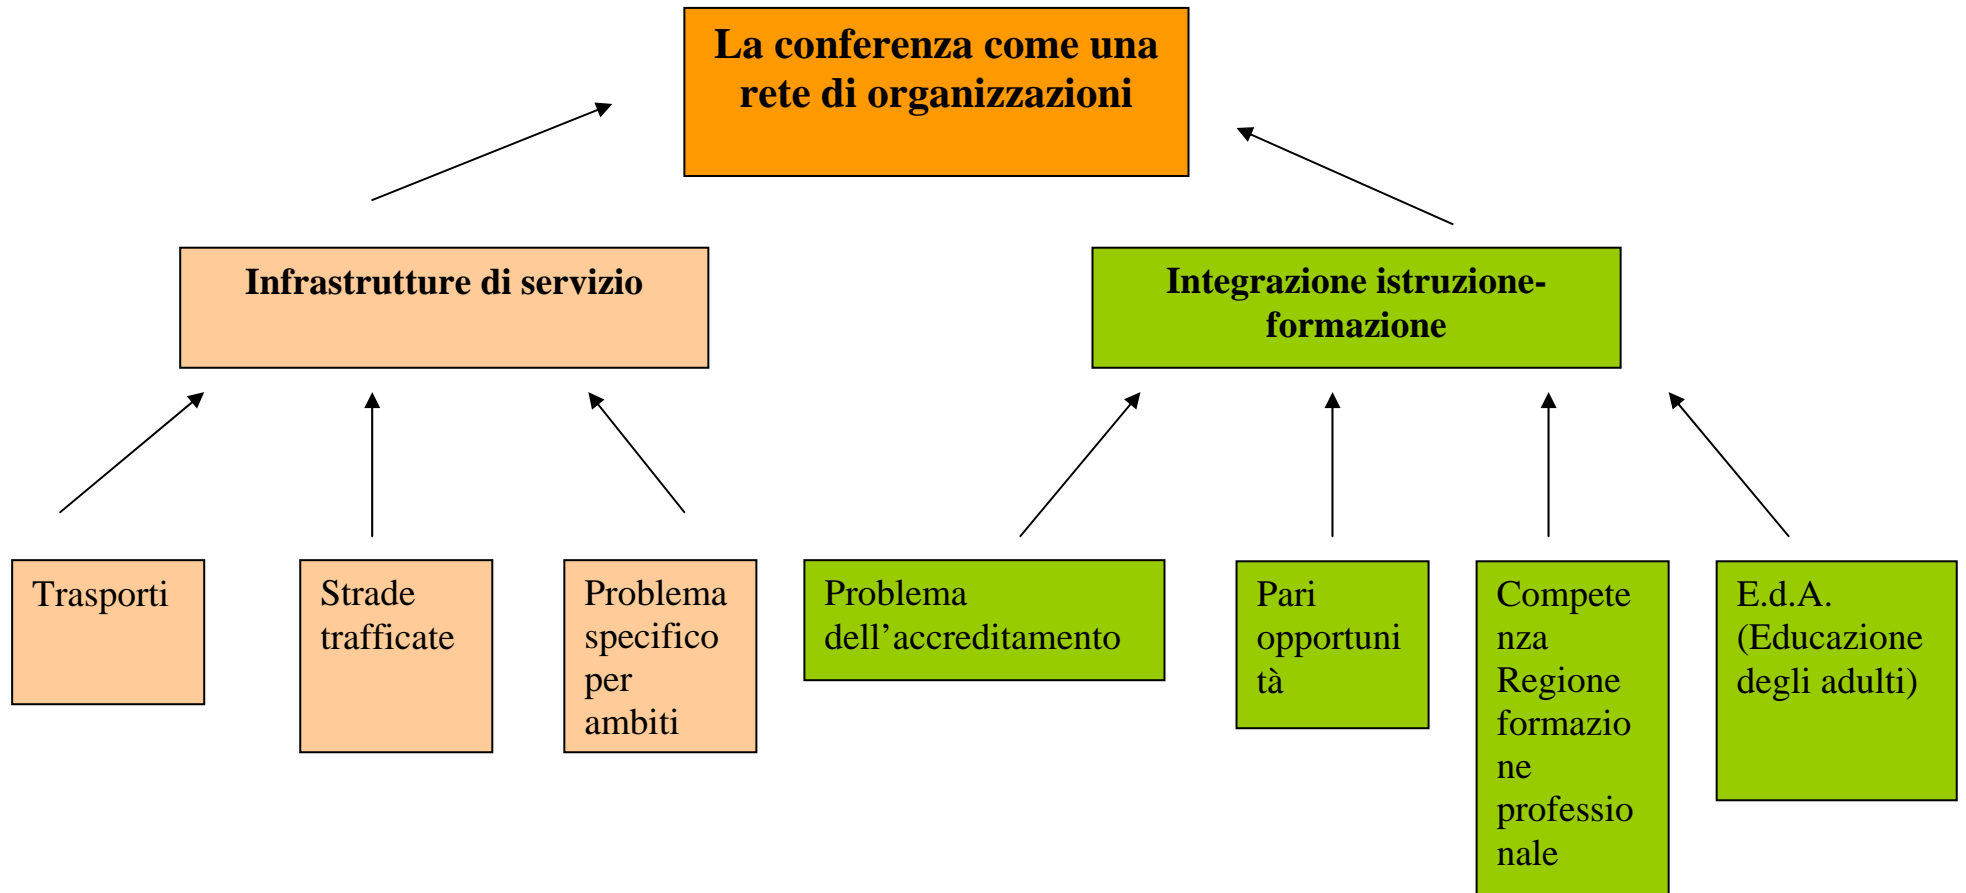 La conferenza come una
rete di organizzazioni
Infrastrutture di servizio
Integrazione istruzione-
formazione
Trasporti
Strade
trafficate
Problema
specifico
per
ambiti
Problema
dell’accreditamento
Pari
opportuni
tà
Compete
nza
Regione
formazio
ne
professio
nale
E.d.A.
(Educazione
degli adulti)